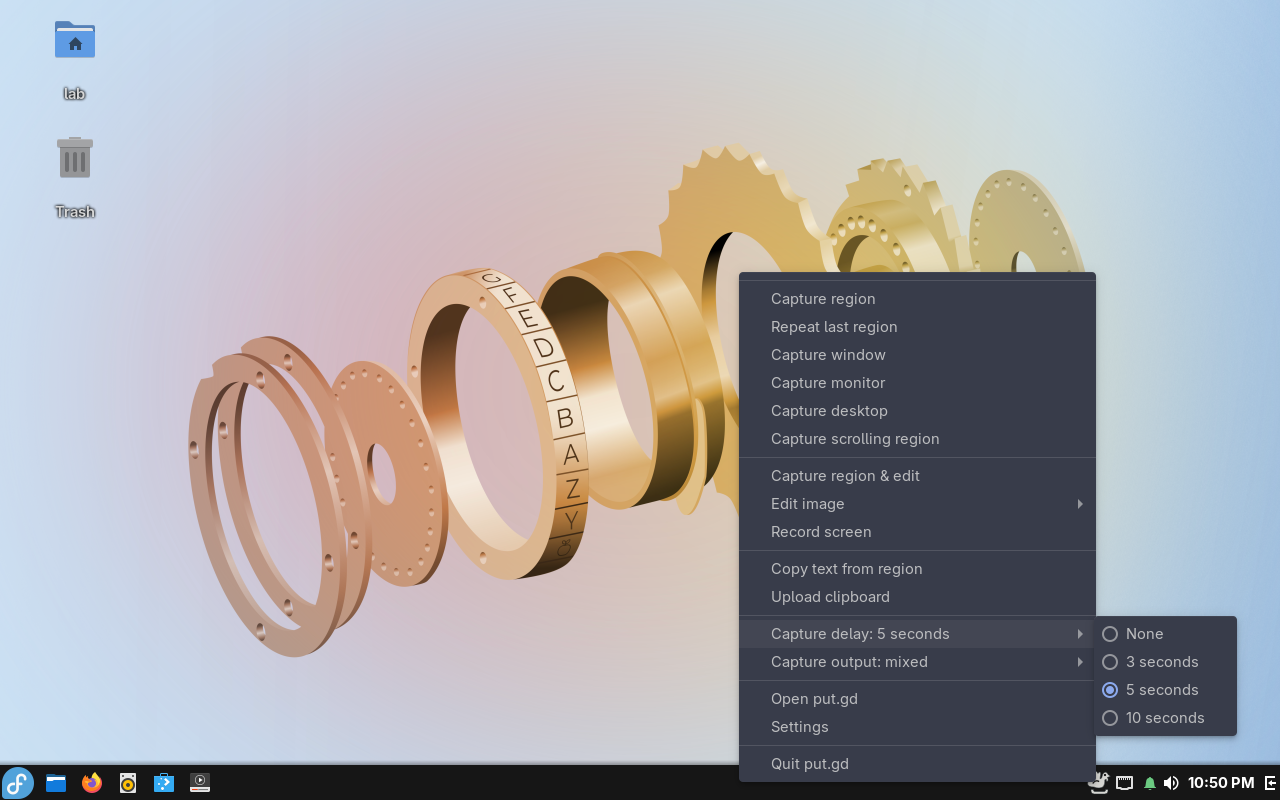 lab
Trash
G
F
E
D
C
B
A
Z
Y
Capture region
Repeat last region
Capture window
Capture monitor
Capture desktop
Capture scrolling region
Capture region & edit
Edit image
Record screen
Copy text from region
Upload clipboard
Capture delay: 5 seconds
Capture output: mixed
Open put.gd
Settings
Quit put.gd
None
3 seconds
5 seconds
10 seconds
10:50 PM